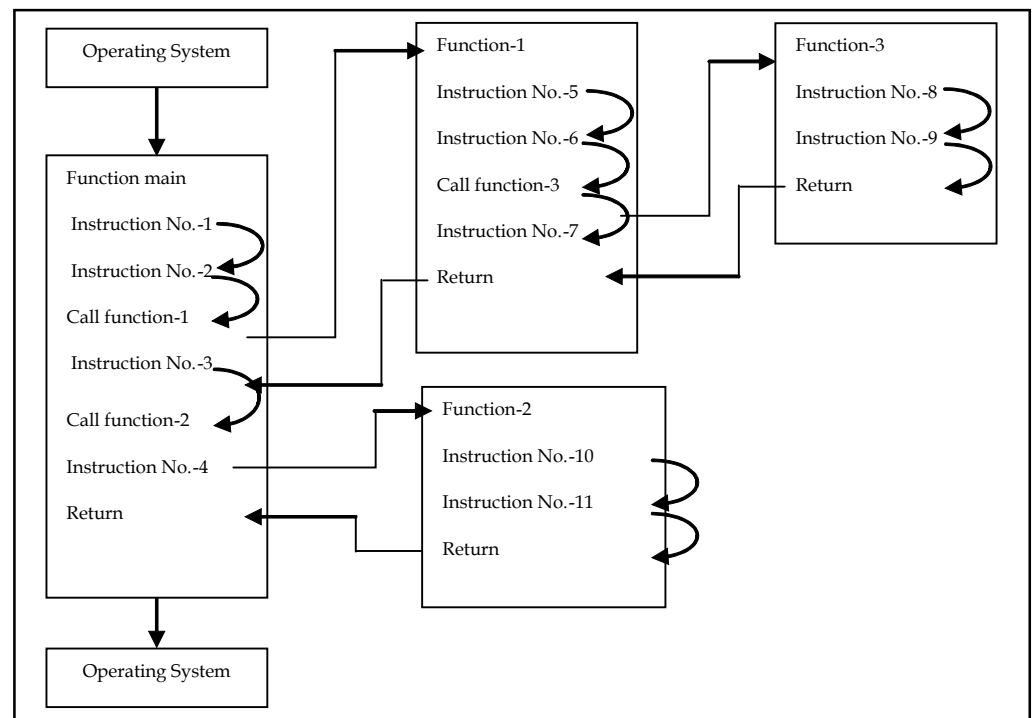 Operating System
Function main
Instruction No.-1
Instruction No.-2
Call function-1
Instruction No.-3
Call function-2
Instruction No.-4
Return
Operating System
Function-1
Instruction No.-5
Instruction No.-6
Call function-3
Instruction No.-7
Return
Function-3
Instruction No.-8
Instruction No.-9
Return
Function-2
Instruction No.-10
Instruction No.-11
Return